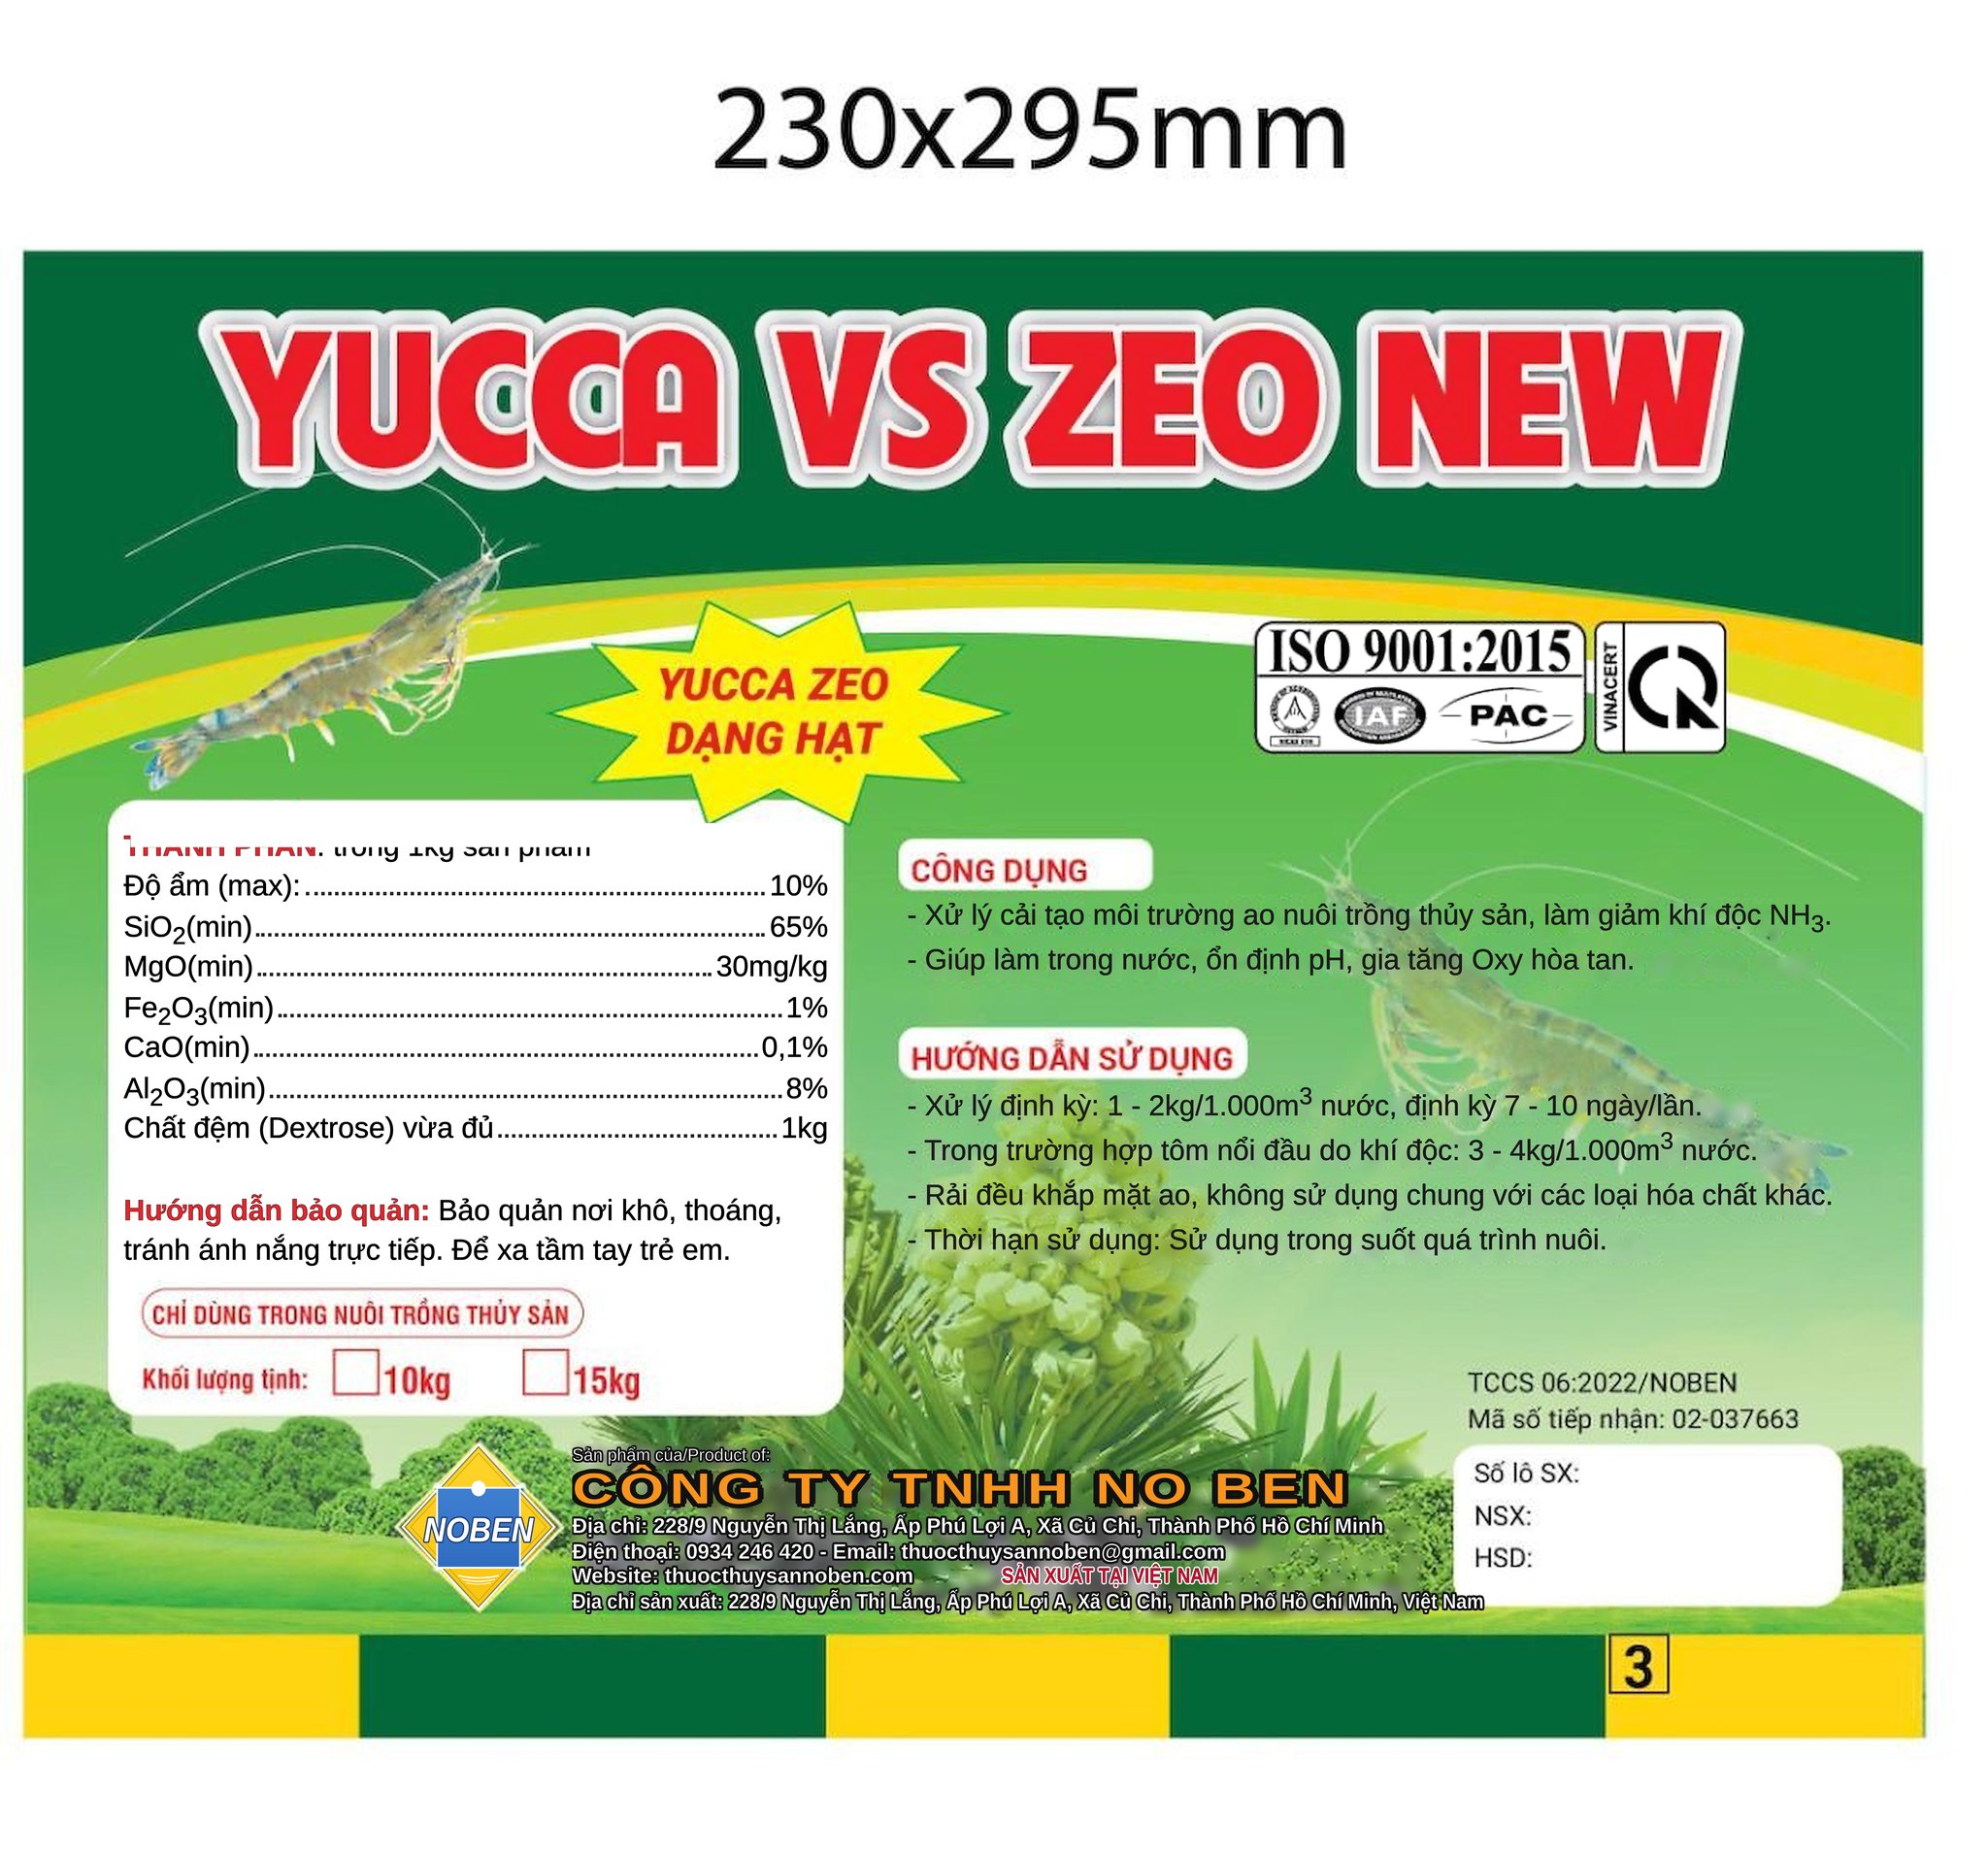 230x295mm
YUCCA VS ZEO NEW
YUCCA ZEO
DẠNG HẠT
ISO 9001:2015
IAF
PAC
VINACERT
THÀNH PHẦN: trong 1kg sản phẩm
Độ ẩm (max):....................10%
SiO₂(min)....................65%
MgO(min)....................30mg/kg
Fe₂O₃(min)....................1%
CaO(min)....................0,1%
Al₂O₃(min)....................8%
Chất đệm (Dextrose) vừa đủ....................1kg
Hướng dẫn bảo quản: Bảo quản nơi khô, thoáng,
tránh ánh nắng trực tiếp. Để xa tầm tay trẻ em.
CHỈ DÙNG TRONG NUÔI TRỒNG THỦY SẢN
Khối lượng tịnh: 10kg 15kg
CÔNG DỤNG
- Xử lý cải tạo môi trường ao nuôi trồng thủy sản, làm giảm khí độc NH₃.
- Giúp làm trong nước, ổn định pH, gia tăng Oxy hòa tan.
HƯỚNG DẪN SỬ DỤNG
- Xử lý định kỳ: 1 - 2kg/1.000m³ nước, định kỳ 7 - 10 ngày/lần.
- Trong trường hợp tôm nổi đầu do khí độc: 3 - 4kg/1.000m³ nước.
- Rải đều khắp mặt ao, không sử dụng chung với các loại hóa chất khác.
- Thời hạn sử dụng: Sử dụng trong suốt quá trình nuôi.
TCCS 06:2022/NOBEN
Mã số tiếp nhận: 02-037663
Số lô SX:
NSX:
HSD:
NOBEN
Sản phẩm của/Product of:
CÔNG TY TNHH NO BEN
Địa chỉ: 228/9 Nguyễn Thị Lắng, Ấp Phú Lợi A, Xã Củ Chi, Thành Phố Hồ Chí Minh
Điện thoại: 0934 246 420 - Email: thuocthuysannoben@gmail.com
Website: thuocthuysannoben.com SẢN XUẤT TẠI VIỆT NAM
Địa chỉ sản xuất: 228/9 Nguyễn Thị Lắng, Ấp Phú Lợi A, Xã Củ Chi, Thành Phố Hồ Chí Minh, Việt Nam
3